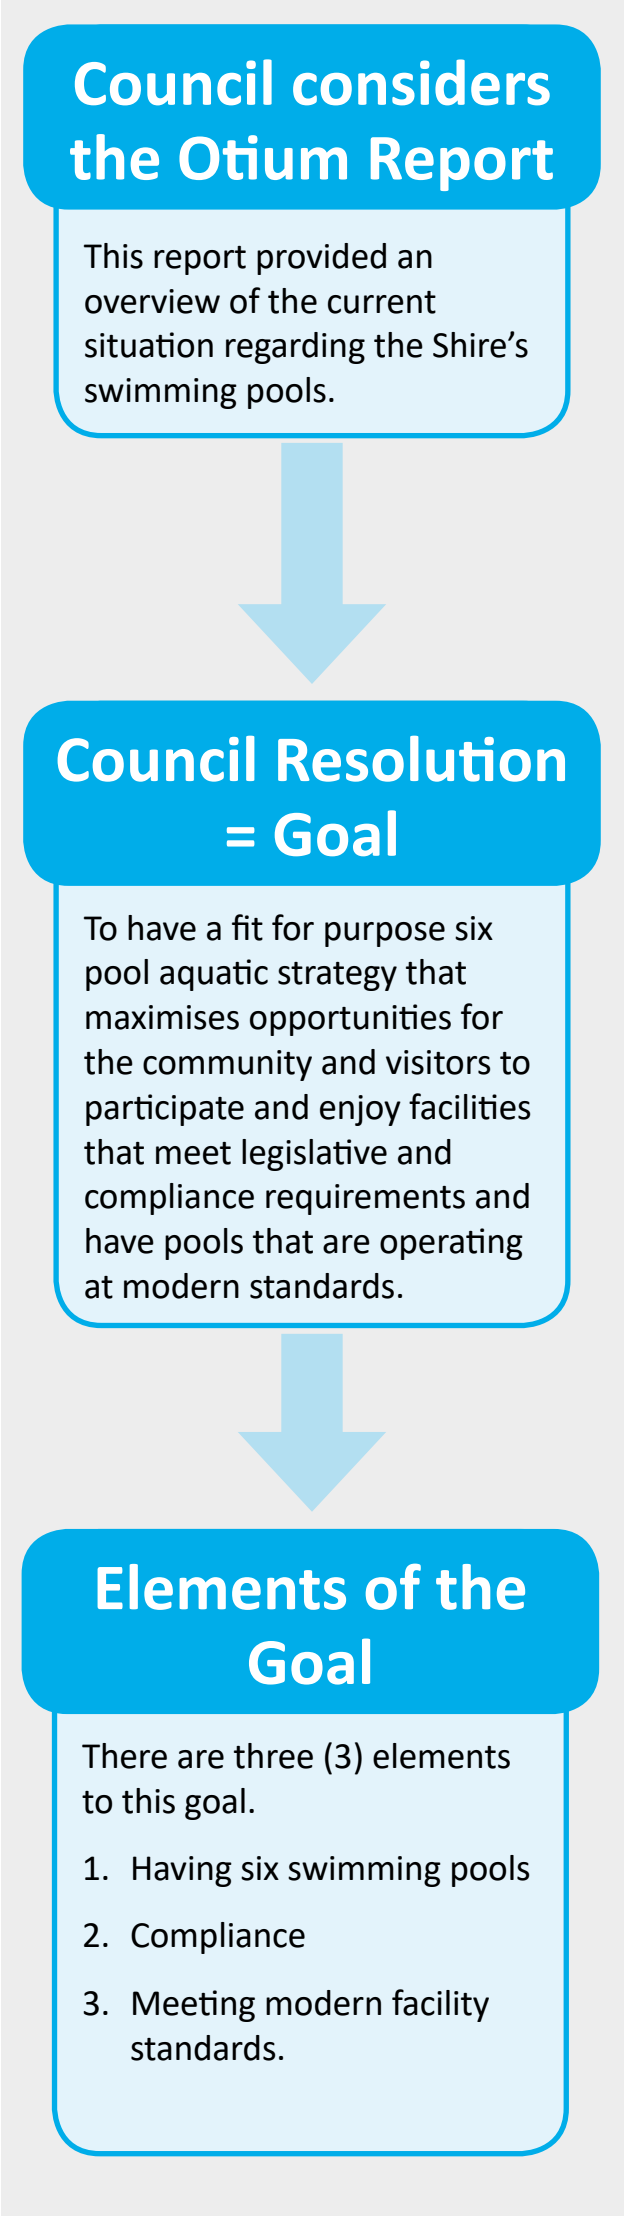 Council considers
the Otium Report
This report provided an
overview of the current
situation regarding the Shire’s
swimming pools.
Council Resolution
= Goal
To have a fit for purpose six
pool aquatic strategy that
maximises opportunities for
the community and visitors to
participate and enjoy facilities
that meet legislative and
compliance requirements and
have pools that are operating
at modern standards.
Elements of the
Goal
There are three (3) elements
to this goal.
1. Having six swimming pools
2. Compliance
3. Meeting modern facility
standards.